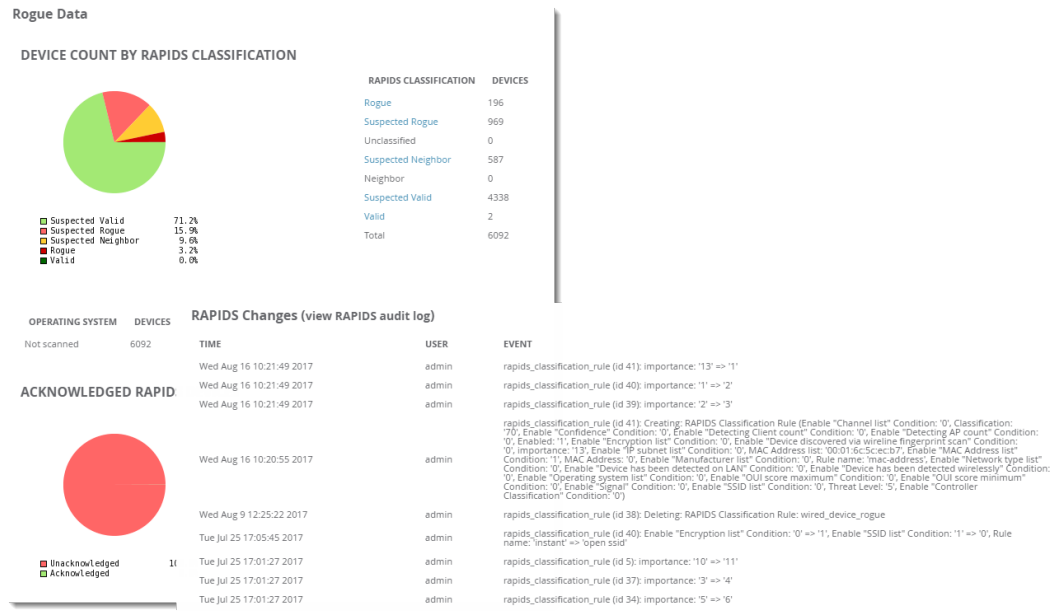 Rogue Data
DEVICE COUNT BY RAPIDS CLASSIFICATION
Suspected Valid 71.2%
Suspected Rogue 15.9%
Suspected Neighbor 9.6%
Rogue 3.2%
Valid 0.0%
RAPIDS CLASSIFICATION DEVICES
Rogue 196
Suspected Rogue 969
Unclassified 0
Suspected Neighbor 587
Neighbor 0
Suspected Valid 4338
Valid 2
Total 6092
OPERATING SYSTEM DEVICES
Not scanned 6092
ACKNOWLEDGED RAPID
Unacknowledged 10
Acknowledged
RAPIDS Changes (view RAPIDS audit log)
TIME USER EVENT
Wed Aug 16 10:21:49 2017 admin rapids_classification_rule (id 41): importance: '13' => '1'
Wed Aug 16 10:21:49 2017 admin rapids_classification_rule (id 40): importance: '1' => '2'
Wed Aug 16 10:21:49 2017 admin rapids_classification_rule (id 39): importance: '2' => '3'
rapids_classification_rule (id 41): Creating: RAPIDS Classification Rule (Enable "Channel list" Condition: '0', Classification:
'70', Enable "Confidence" Condition: '0', Enable "Detecting Client count" Condition: '0', Enable "Detecting AP count" Condition:
'0', Enabled: '1', Enable "Encryption list" Condition: '0', Enable "Device discovered via wireline fingerprint scan" Condition:
'0', importance: '13', Enable "IP subnet list" Condition: '0', MAC Address list: '00:01:6c:5c:ec:b7', Enable "MAC Address list"
Wed Aug 16 10:20:55 2017 admin Condition: '1', MAC Address: '0', Enable "Manufacturer list" Condition: '0', Rule name: 'mac-address', Enable "Network type list"
Condition: '0', Enable "Device has been detected on LAN" Condition: '0', Enable "Device has been detected wirelessly" Condition:
'0', Enable "Operating system list" Condition: '0', Enable "OUI score maximum" Condition: '0', Enable "OUI score minimum"
Condition: '0', Enable "Signal" Condition: '0', Enable "SSID list" Condition: '0', Threat Level: '5', Enable "Controller
Classification" Condition: '0')
Wed Aug 9 12:25:22 2017 admin rapids_classification_rule (id 38): Deleting: RAPIDS Classification Rule: wired_device_rogue
Tue Jul 25 17:05:45 2017 admin rapids_classification_rule (id 40): Enable "Encryption list" Condition: '0' => '1', Enable "SSID list" Condition: '1' => '0', Rule
name: 'instant' => 'open ssid'
Tue Jul 25 17:01:27 2017 admin rapids_classification_rule (id 5): importance: '10' => '11'
Tue Jul 25 17:01:27 2017 admin rapids_classification_rule (id 37): importance: '3' => '4'
Tue Jul 25 17:01:27 2017 admin rapids_classification_rule (id 34): importance: '5' => '6'